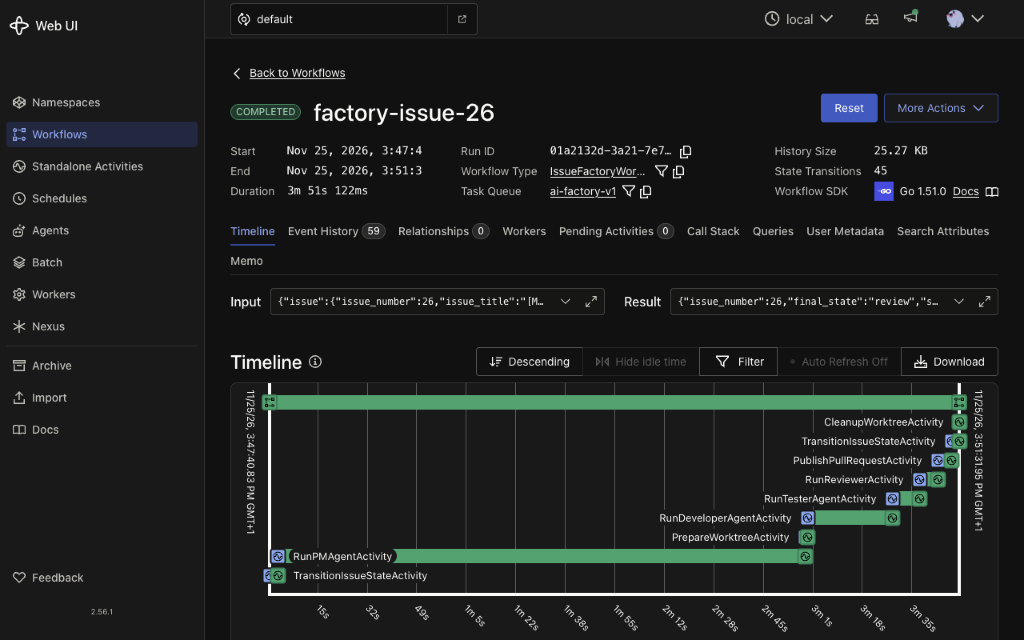 Web UI
default
local
Namespaces
Workflows
Standalone Activities
Schedules
Agents
Batch
Workers
Nexus
Archive
Import
Docs
Feedback
2.56.1
Back to Workflows
COMPLETED factory-issue-26
Reset
More Actions
Start Nov 25, 2026, 3:47:4 Run ID 01a2132d-3a21-7e7… History Size 25.27 KB
End Nov 25, 2026, 3:51:3 Workflow Type IssueFactoryWor… State Transitions 45
Duration 3m 51s 122ms Task Queue ai-factory-v1 Workflow SDK GO Go 1.51.0 Docs
Timeline Event History 59 Relationships 0 Workers Pending Activities 0 Call Stack Queries User Metadata Search Attributes
Memo
Input {"issue":{"issue_number":26,"issue_title":"[M… Result {"issue_number":26,"final_state":"review","s…
Timeline
Descending Hide idle time Filter Auto Refresh Off Download
11/25/26, 3:47:40.83 PM GMT+1
11/25/26, 3:51:31.95 PM GMT+1
CleanupWorktreeActivity
TransitionIssueStateActivity
PublishPullRequestActivity
RunReviewerActivity
RunTesterAgentActivity
RunDeveloperAgentActivity
PrepareWorktreeActivity
RunPMAgentActivity
TransitionIssueStateActivity
15s 32s 49s 1m 5s 1m 22s 1m 38s 1m 55s 2m 12s 2m 28s 2m 45s 3m 1s 3m 18s 3m 35s